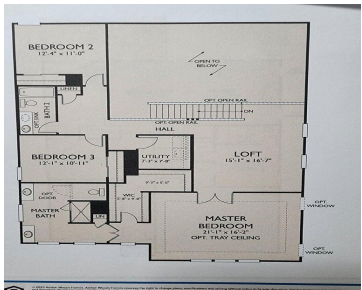 BEDROOM 2
12'-4" x 11'-0"
OPEN TO
BELOW
LINEN
OPT. OPEN RAIL
DN
OPT. SINK
BATH 2
OPT. OPEN RAIL
HALL
BEDROOM 3
12'-1" x 10'-11"
UTILITY
LOFT
15'-1" x 16'-7"
OPT.
DOOR
MASTER
BATH
WIC
LIN
MASTER
BEDROOM
21'-1" x 16'-2"
OPT. TRAY CEILING
OPT.
WINDOW
OPT.
WINDOW